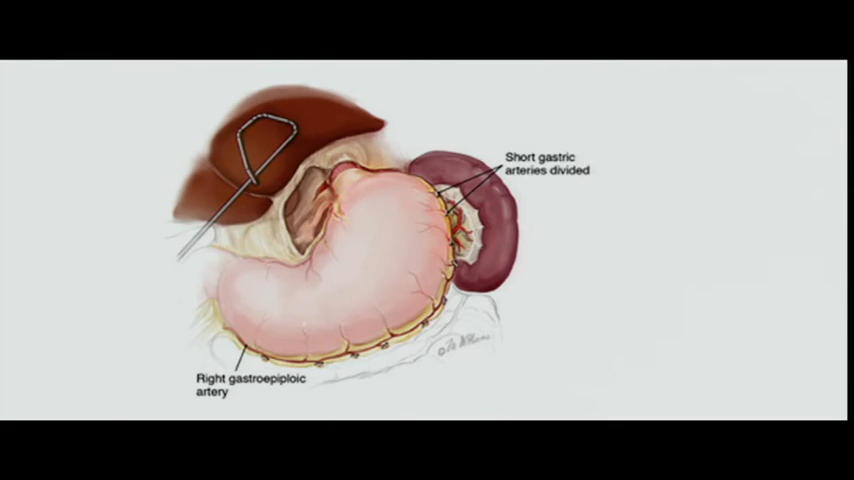 Short gastric
arteries divided
Right gastroepiploic
artery